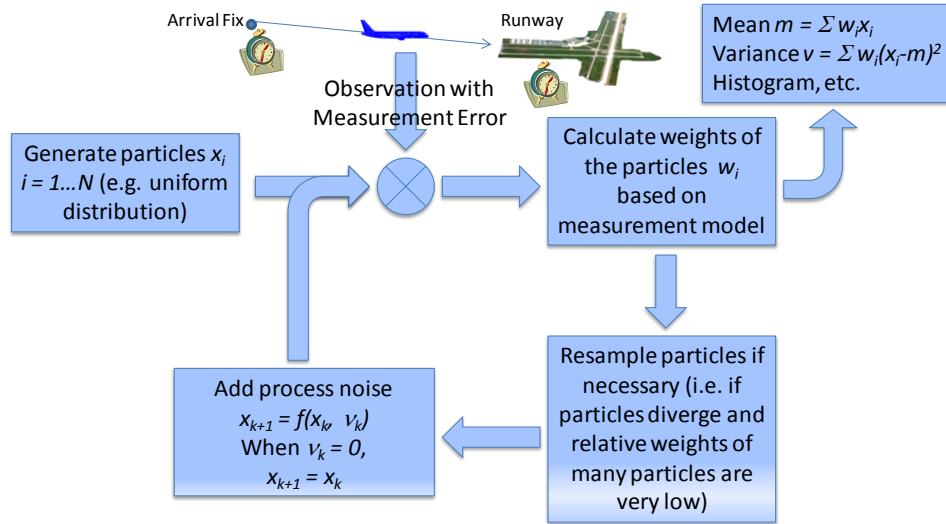 Arrival Fix
Runway
Mean m = Σ wᵢxᵢ
Variance v = Σ wᵢ(xᵢ-m)²
Histogram, etc.
Observation with
Measurement Error
Generate particles xᵢ
i = 1...N (e.g. uniform
distribution)
Calculate weights of
the particles wᵢ
based on
measurement model
Add process noise
xₖ₊₁ = f(xₖ, νₖ)
When νₖ = 0,
xₖ₊₁ = xₖ
Resample particles if
necessary (i.e. if
particles diverge and
relative weights of
many particles are
very low)